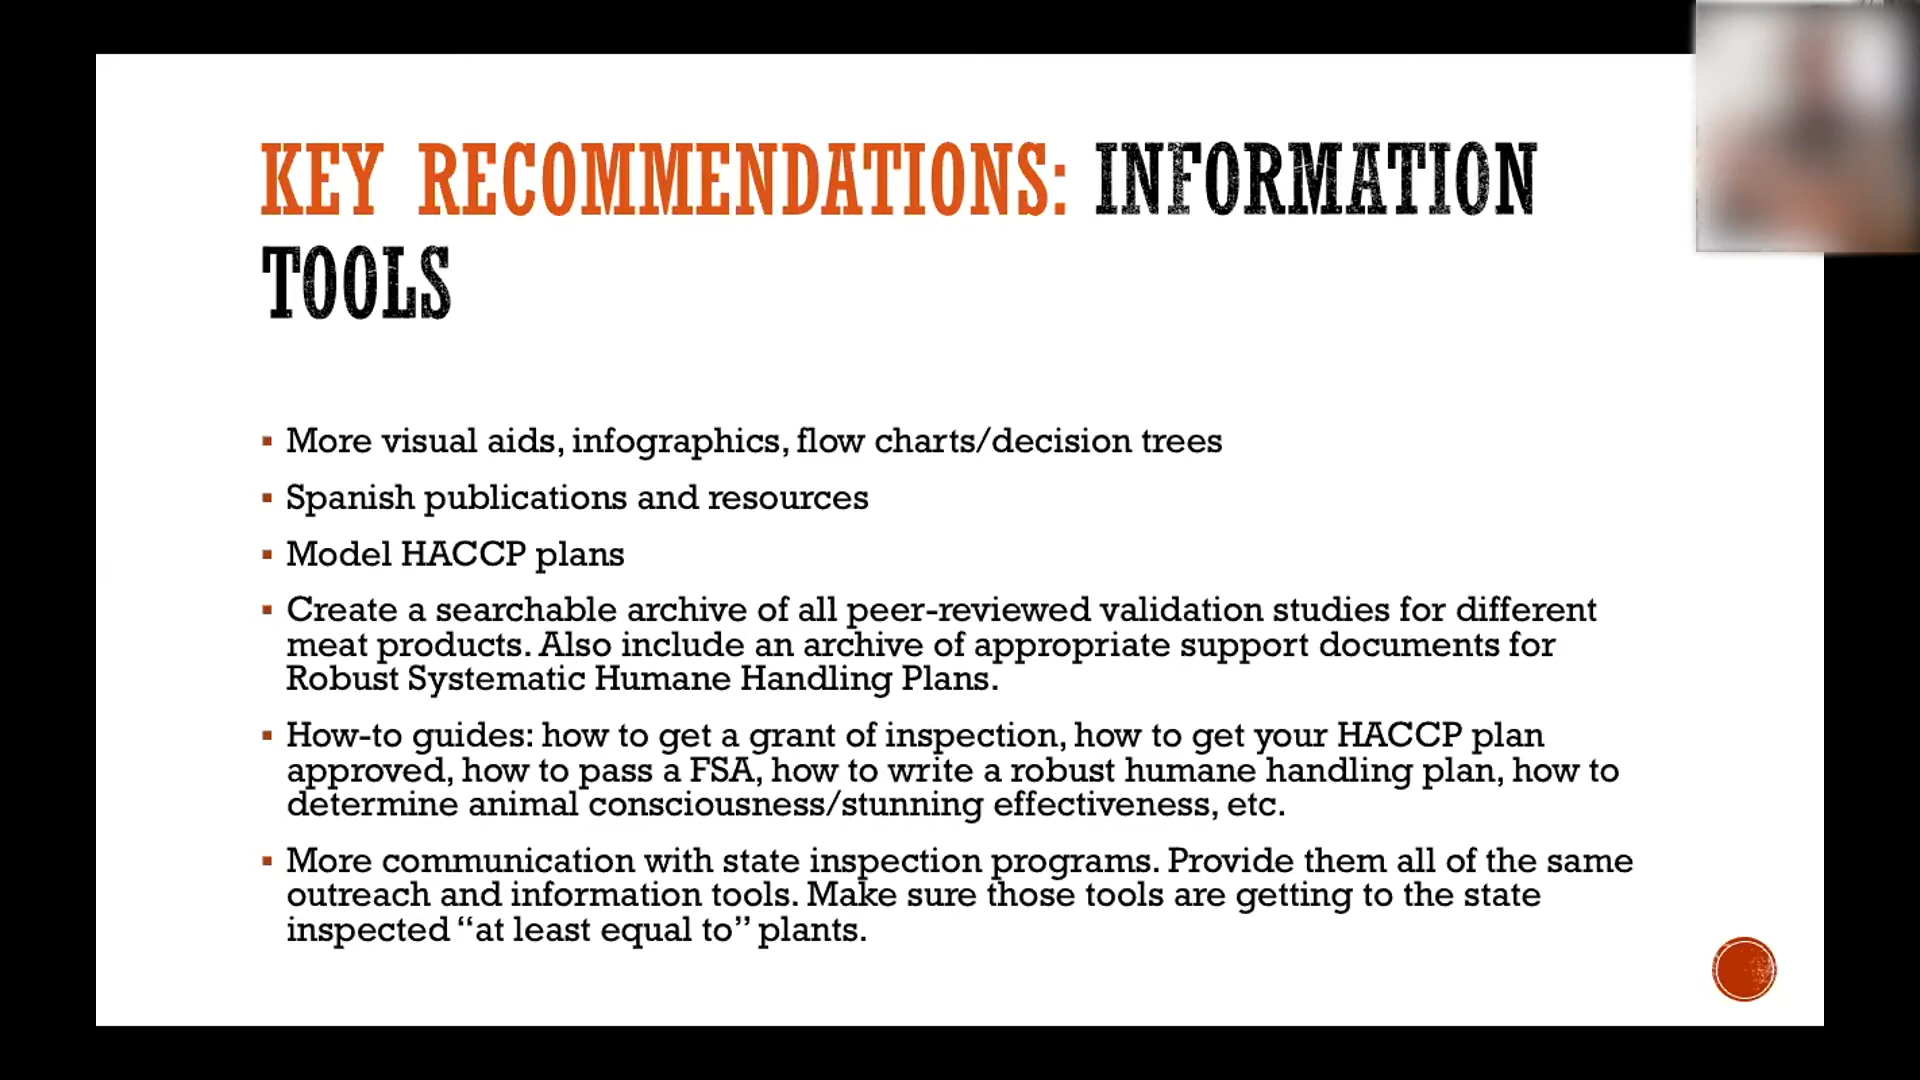 KEY RECOMMENDATIONS: INFORMATION
TOOLS
▪ More visual aids, infographics, flow charts/decision trees
▪ Spanish publications and resources
▪ Model HACCP plans
▪ Create a searchable archive of all peer-reviewed validation studies for different
meat products. Also include an archive of appropriate support documents for
Robust Systematic Humane Handling Plans.
▪ How-to guides: how to get a grant of inspection, how to get your HACCP plan
approved, how to pass a FSA, how to write a robust humane handling plan, how to
determine animal consciousness/stunning effectiveness, etc.
▪ More communication with state inspection programs. Provide them all of the same
outreach and information tools. Make sure those tools are getting to the state
inspected “at least equal to” plants.